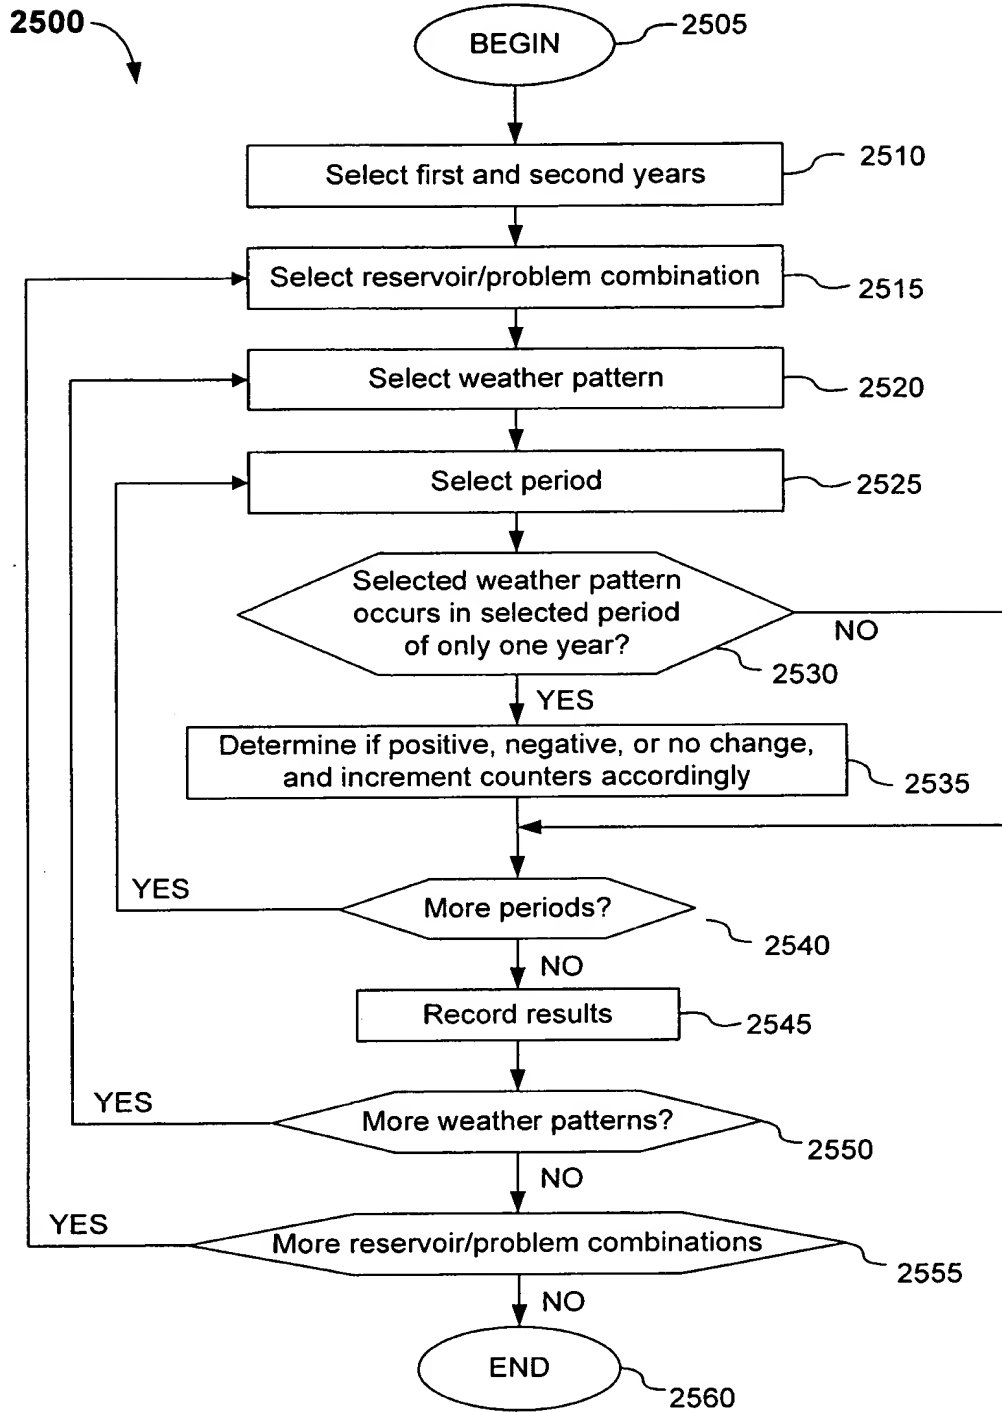 2500
BEGIN
2505
Select first and second years
2510
Select reservoir/problem combination
2515
Select weather pattern
2520
Select period
2525
Selected weather pattern
occurs in selected period
of only one year?
NO
2530
YES
Determine if positive, negative, or no change,
and increment counters accordingly
2535
YES
More periods?
2540
NO
Record results
2545
YES
More weather patterns?
2550
NO
YES
More reservoir/problem combinations
2555
NO
END
2560